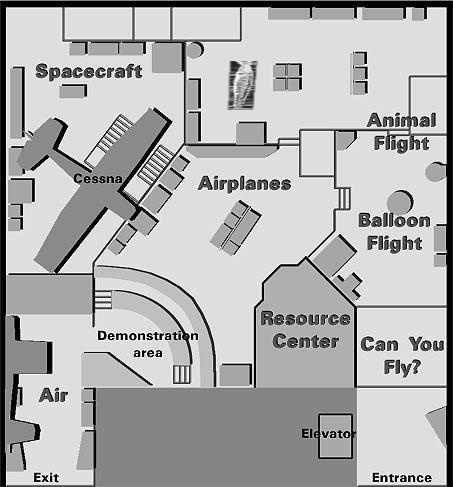 Spacecraft
Animal
Flight
Cessna
Airplanes
Balloon
Flight
Demonstration
area
Resource
Center
Can You
Fly?
Air
Elevator
Exit
Entrance